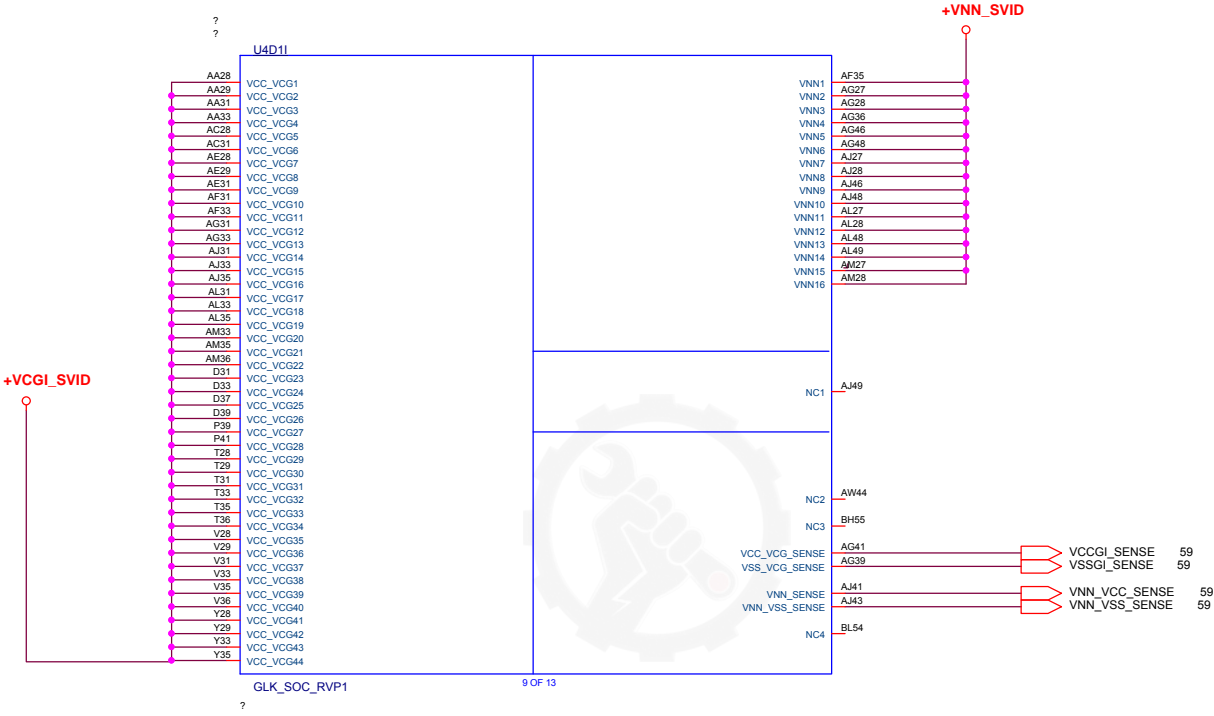 ?
?
U4D1I
+VNN_SVID
+VCGI_SVID
AA28 VCC_VCG1
AA29 VCC_VCG2
AA31 VCC_VCG3
AA33 VCC_VCG4
AC28 VCC_VCG5
AC31 VCC_VCG6
AE28 VCC_VCG7
AE29 VCC_VCG8
AE31 VCC_VCG9
AF31 VCC_VCG10
AF33 VCC_VCG11
AG31 VCC_VCG12
AG33 VCC_VCG13
AJ31 VCC_VCG14
AJ33 VCC_VCG15
AJ35 VCC_VCG16
AL31 VCC_VCG17
AL33 VCC_VCG18
AL35 VCC_VCG19
AM33 VCC_VCG20
AM35 VCC_VCG21
AM36 VCC_VCG22
D31 VCC_VCG23
D33 VCC_VCG24
D37 VCC_VCG25
D39 VCC_VCG26
P39 VCC_VCG27
P41 VCC_VCG28
T28 VCC_VCG29
T29 VCC_VCG30
T31 VCC_VCG31
T33 VCC_VCG32
T35 VCC_VCG33
T36 VCC_VCG34
V28 VCC_VCG35
V29 VCC_VCG36
V31 VCC_VCG37
V33 VCC_VCG38
V35 VCC_VCG39
V36 VCC_VCG40
Y28 VCC_VCG41
Y29 VCC_VCG42
Y33 VCC_VCG43
Y35 VCC_VCG44
VNN1 AF35
VNN2 AG27
VNN3 AG28
VNN4 AG36
VNN5 AG46
VNN6 AG48
VNN7 AJ27
VNN8 AJ28
VNN9 AJ46
VNN10 AJ48
VNN11 AL27
VNN12 AL28
VNN13 AL48
VNN14 AL49
VNN15 AM27
VNN16 AM28
NC1 AJ49
NC2 AW44
NC3 BH55
VCC_VCG_SENSE AG41 VCCGI_SENSE 59
VSS_VCG_SENSE AG39 VSSGI_SENSE 59
VNN_SENSE AJ41 VNN_VCC_SENSE 59
VNN_VSS_SENSE AJ43 VNN_VSS_SENSE 59
NC4 BL54
GLK_SOC_RVP1
9 OF 13
?